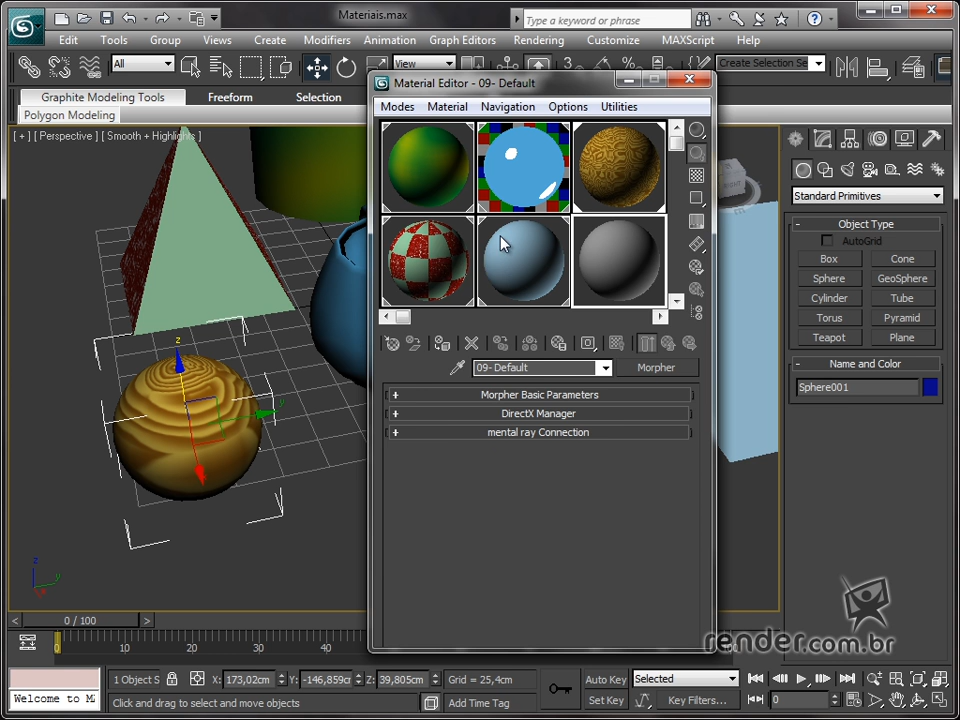 Materiais.max
Type a keyword or phrase
Edit Tools Group Views Create Modifiers Animation Graph Editors Rendering Customize MAXScript Help
All
View
3
Create Selection Se
Graphite Modeling Tools Freeform Selection
Polygon Modeling
[ + ] [ Perspective ] [ Smooth + Highlights ]
Material Editor - 09- Default
Modes Material Navigation Options Utilities
09- Default
Morpher
Morpher Basic Parameters
DirectX Manager
mental ray Connection
Standard Primitives
Object Type
AutoGrid
Box Cone
Sphere GeoSphere
Cylinder Tube
Torus Pyramid
Teapot Plane
Name and Color
Sphere001
z
y
z
y
x
render.com.br
0 / 100
0 10 20 30 40
1 Object S
X: 173,02cm
Y: -146,859cm
Z: 39,805cm
Grid = 25,4cm
Auto Key
Selected
Welcome to M
Click and drag to select and move objects
Add Time Tag
Set Key
Key Filters...
0